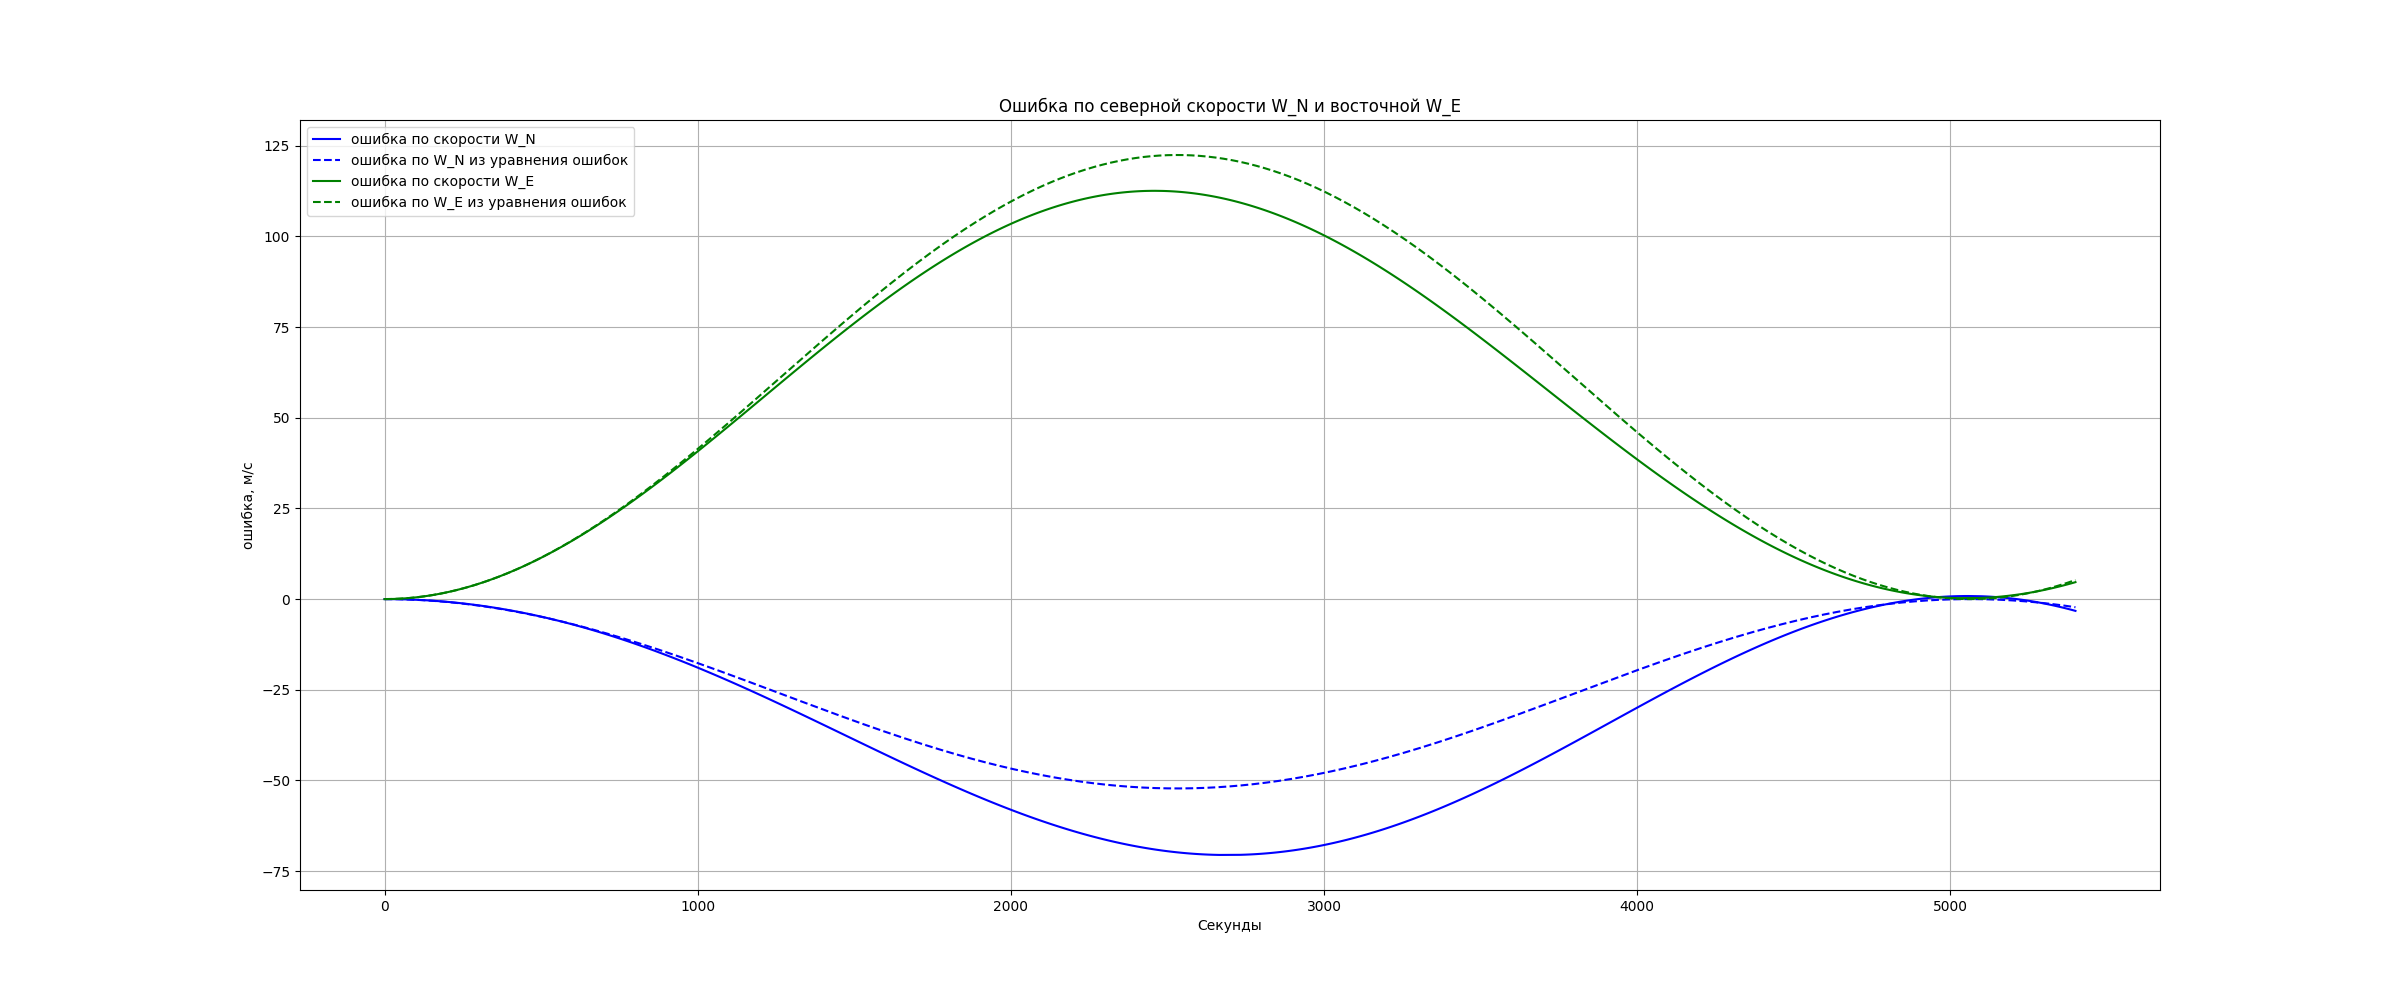 Ошибка по северной скорости W_N и восточной W_E
ошибка по скорости W_N
ошибка по W_N из уравнения ошибок
ошибка по скорости W_E
ошибка по W_E из уравнения ошибок
125
100
75
50
25
0
−25
−50
−75
ошибка, м/с
0 1000 2000 3000 4000 5000
Секунды